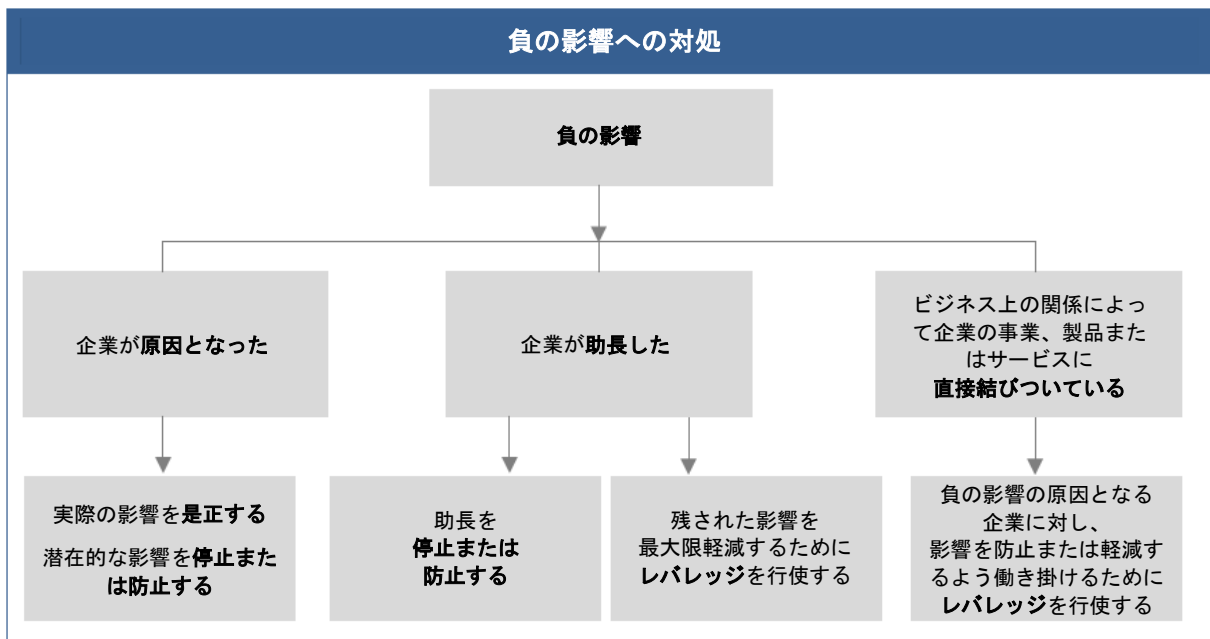 負の影響への対処
負の影響
企業が原因となった
企業が助長した
ビジネス上の関係によっ
て企業の事業、製品また
はサービスに
直接結びついている
実際の影響を是正する
潜在的な影響を停止また
は防止する
助長を
停止または
防止する
残された影響を
最大限軽減するために
レバレッジを行使する
負の影響の原因となる
企業に対し、
影響を防止または軽減す
るよう働き掛けるために
レバレッジを行使する